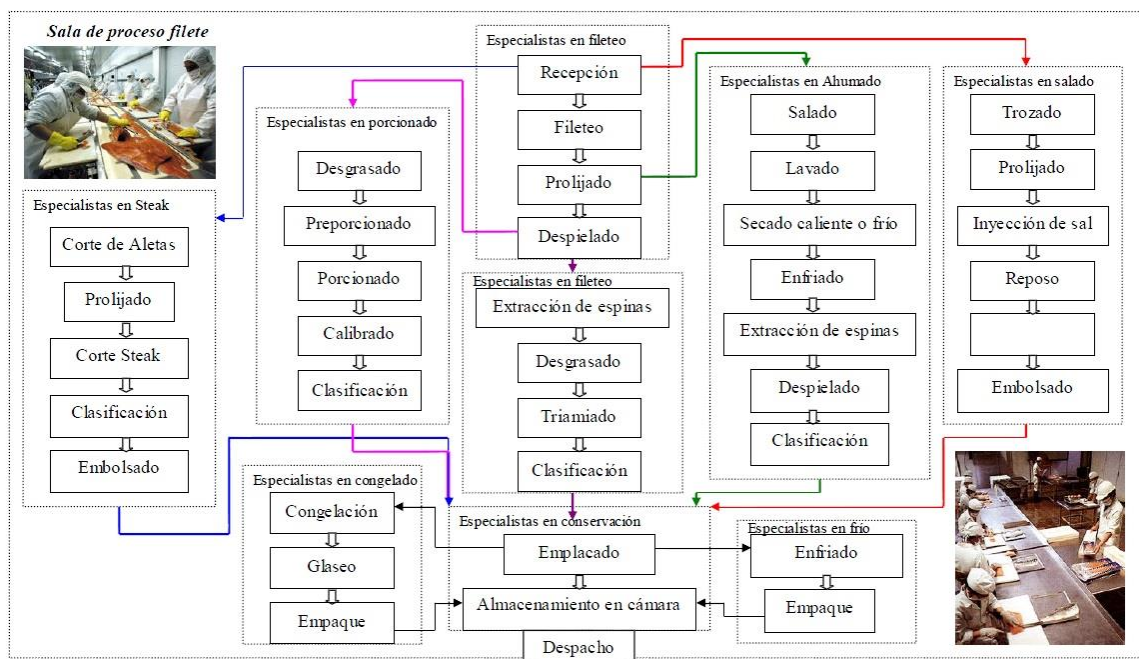 Sala de proceso filete
Especialistas en fileteo
Recepción
Fileteo
Prolijado
Despielado
Especialistas en porcionado
Desgrasado
Preporcionado
Porcionado
Calibrado
Clasificación
Especialistas en Steak
Corte de Aletas
Prolijado
Corte Steak
Clasificación
Embolsado
Especialistas en fileteo
Extracción de espinas
Desgrasado
Triamiado
Clasificación
Especialistas en Ahumado
Salado
Lavado
Secado caliente o frío
Enfriado
Extracción de espinas
Despielado
Clasificación
Especialistas en salado
Trozado
Prolijado
Inyección de sal
Reposo
Embolsado
Especialistas en congelado
Congelación
Glaseo
Empaque
Especialistas en conservación
Emplacado
Almacenamiento en cámara
Especialistas en frío
Enfriado
Empaque
Despacho